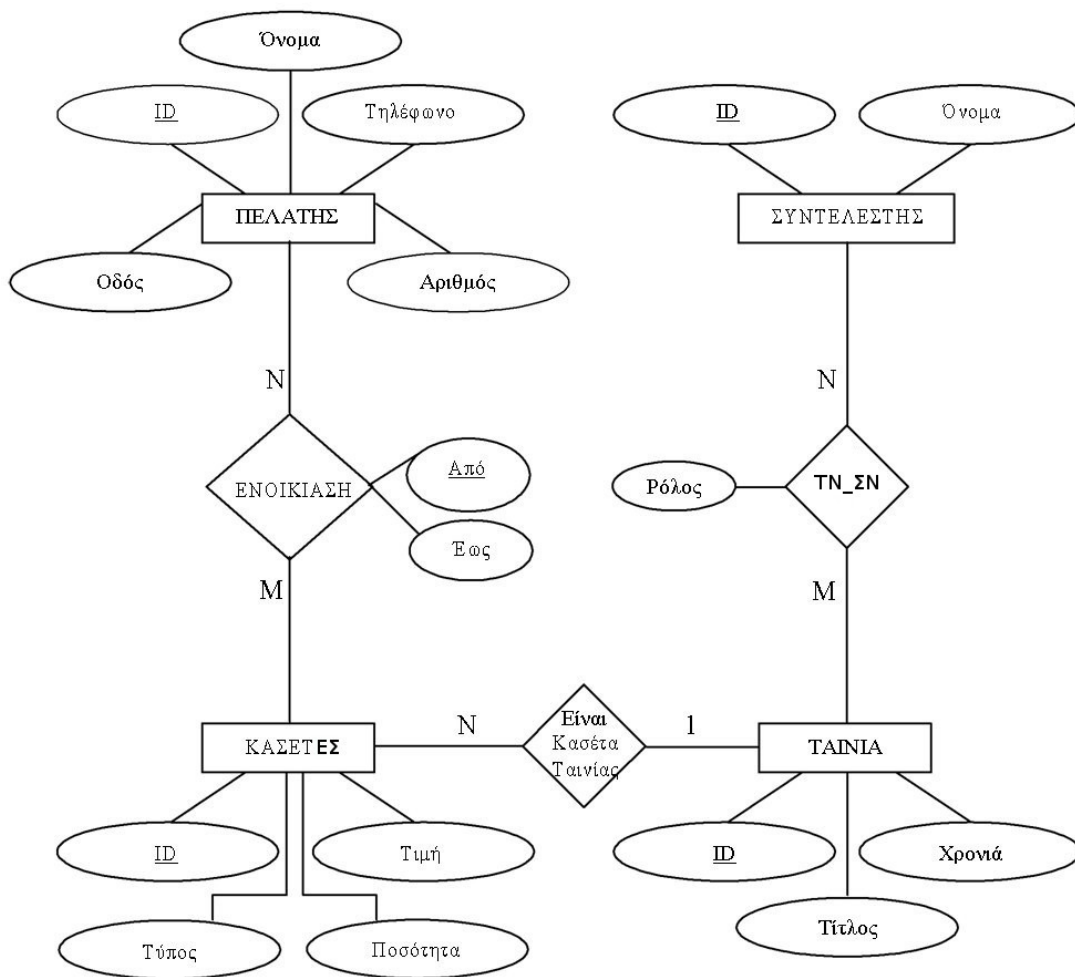 Όνομα
ID
Τηλέφωνο
ID
Όνομα
ΠΕΛΑΤΗΣ
ΣΥΝΤΕΛΕΣΤΗΣ
Οδός
Αριθμός
N
N
Από
ΕΝΟΙΚΙΑΣΗ
Ρόλος
ΤΝ_ΣΝ
Έως
M
M
ΚΑΣΕΤΕΣ
N
Είναι
Κασέτα
Ταινίας
1
ΤΑΙΝΙΑ
ID
Τιμή
ID
Χρονιά
Τύπος
Ποσότητα
Τίτλος